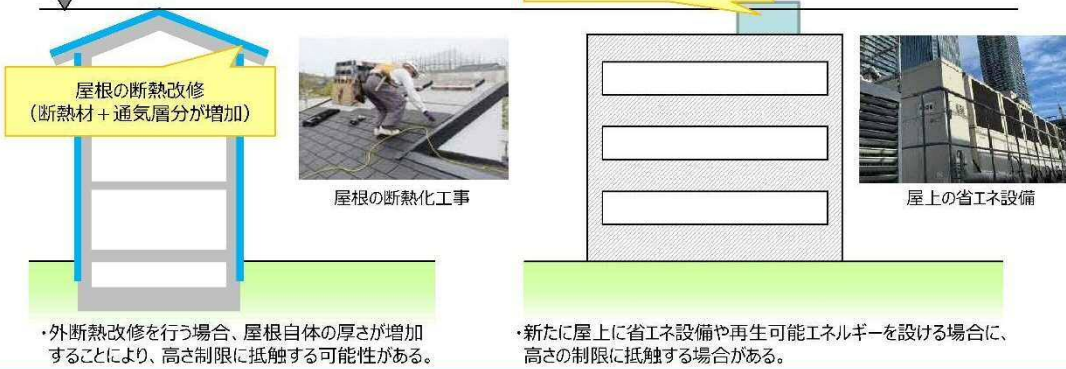 屋根の断熱改修
（断熱材＋通気層分が増加）
屋根の断熱化工事
屋上の省エネ設備
・外断熱改修を行う場合、屋根自体の厚さが増加
することにより、高さ制限に抵触する可能性がある。
・新たに屋上に省エネ設備や再生可能エネルギーを設ける場合に、
高さの制限に抵触する場合がある。